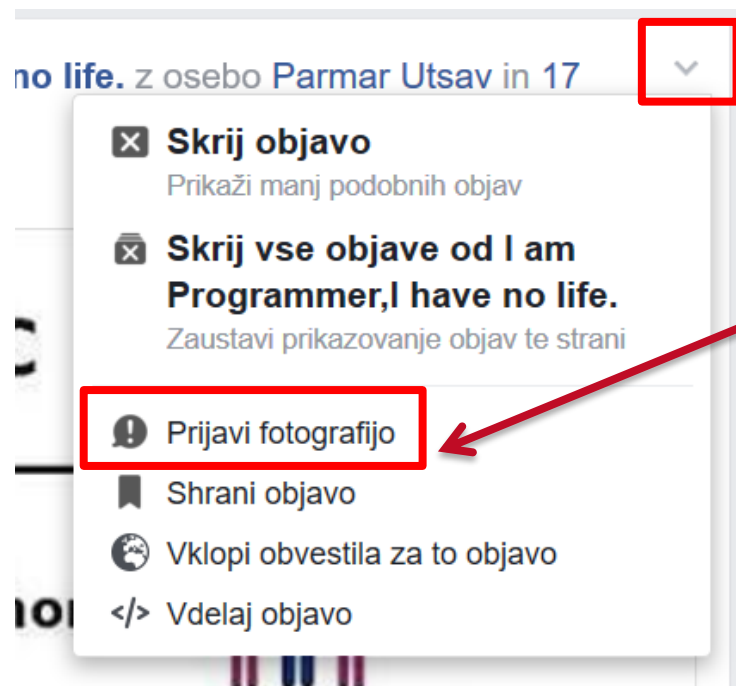 no life. z osebo Parmar Utsav in 17
Skrij objavo
Prikaži manj podobnih objav
Skrij vse objave od I am
Programmer,I have no life.
Zaustavi prikazovanje objav te strani
Prijavi fotografijo
Shrani objavo
Vklopi obvestila za to objavo
</> Vdelaj objavo